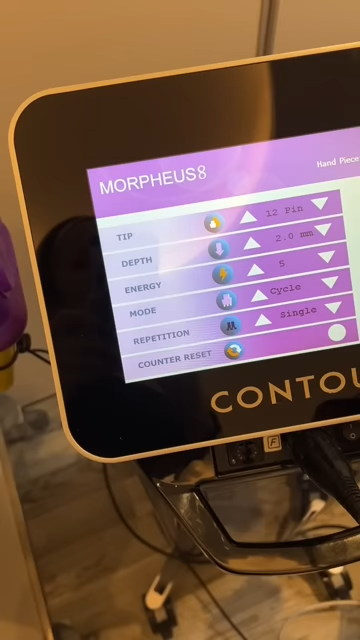 MORPHEUS8
Hand Piece
TIP 12 Pin
DEPTH 2.0 mm
ENERGY 5
MODE Cycle
REPETITION Single
COUNTER RESET
CONTOU
F